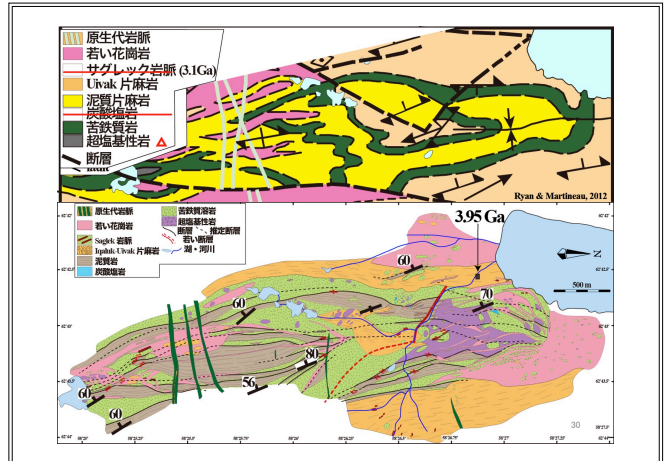 原生代岩脈
若い花崗岩
サグレック岩脈 (3.1Ga)
Uivak 片麻岩
泥質片麻岩
炭酸塩岩
苦鉄質岩
超塩基性岩
断層
Ryan & Martineau, 2012
原生代岩脈
若い花崗岩
Saglek 岩脈
Iqaluk-Uivak 片麻岩
泥質岩
炭酸塩岩
苦鉄質溶岩
超塩基性岩
断層
推定断層
若い断層
湖・河川
3.95 Ga
N
500 m
60
70
60
80
56
60
60
30